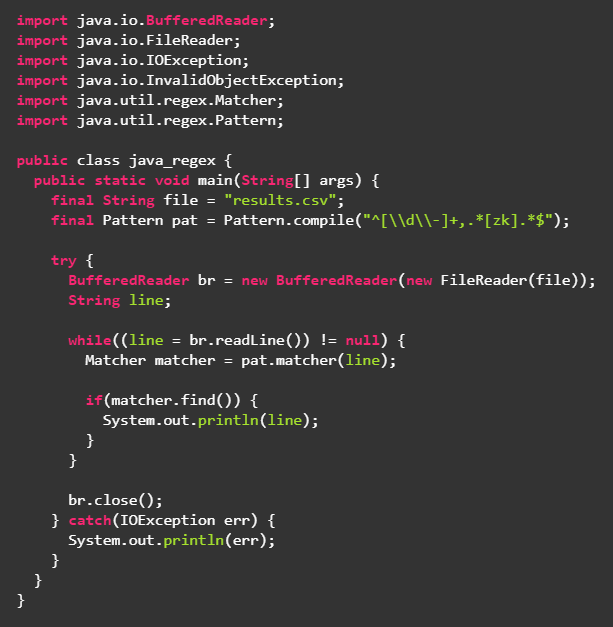 import java.io.BufferedReader;
import java.io.FileReader;
import java.io.IOException;
import java.io.InvalidObjectException;
import java.util.regex.Matcher;
import java.util.regex.Pattern;

public class java_regex {
  public static void main(String[] args) {
    final String file = "results.csv";
    final Pattern pat = Pattern.compile("^[\\d\\-]+,.*[zk].*$");

    try {
      BufferedReader br = new BufferedReader(new FileReader(file));
      String line;

      while((line = br.readLine()) != null) {
        Matcher matcher = pat.matcher(line);

        if(matcher.find()) {
          System.out.println(line);
        }
      }

      br.close();
    } catch(IOException err) {
      System.out.println(err);
    }
  }
}